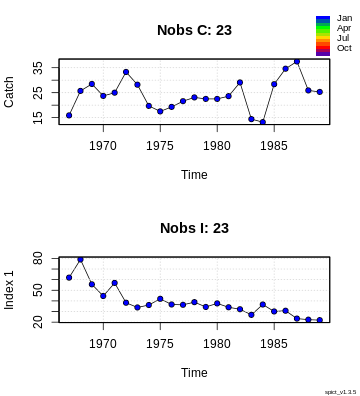 Nobs C: 23
Jan
Apr
Jul
Oct
Catch
35
25
15
1970 1975 1980 1985
Time
Nobs I: 23
Index 1
80
50
20
1970 1975 1980 1985
Time
spict_v1.3.5